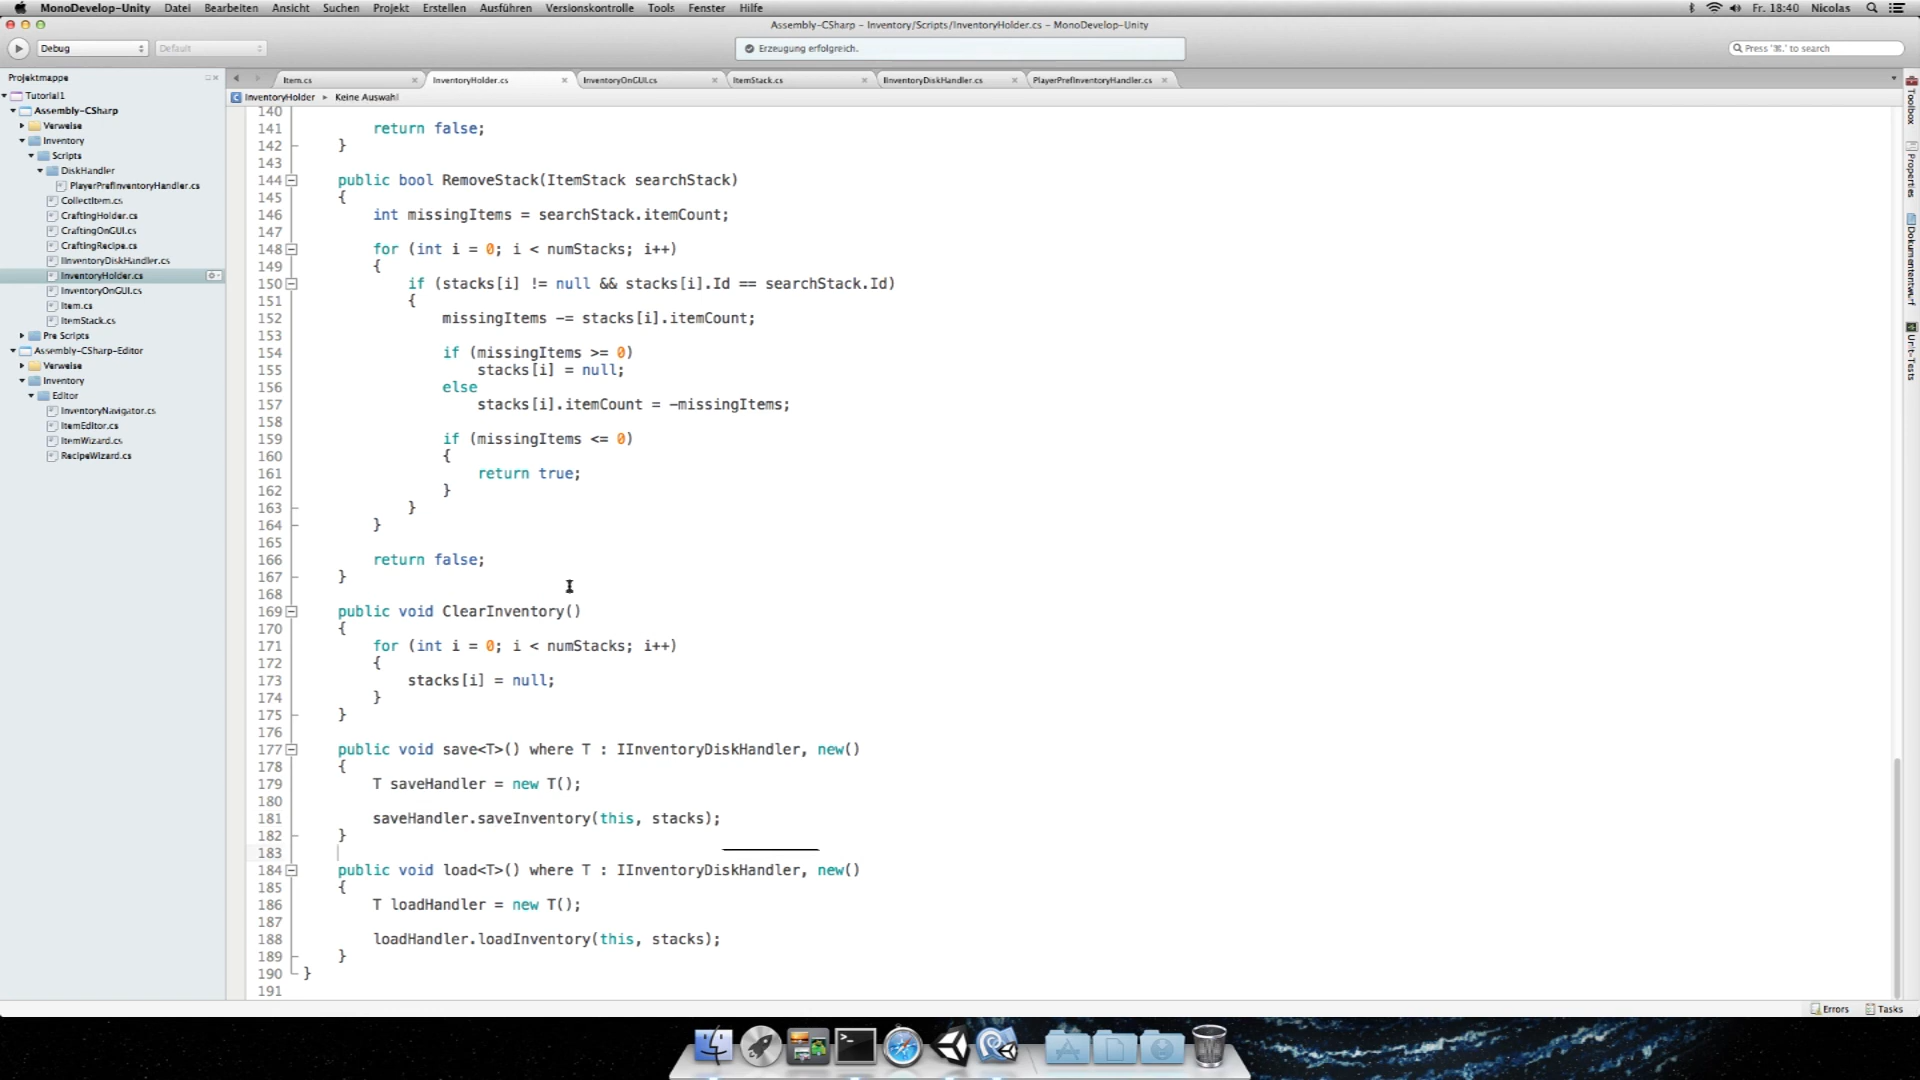 MonoDevelop-Unity Datei Bearbeiten Ansicht Suchen Projekt Erstellen Ausführen Versionskontrolle Tools Fenster Hilfe Fr. 18:40 Nicolas
Assembly-CSharp – Inventory/Scripts/InventoryHolder.cs – MonoDevelop-Unity
Debug Default Erzeugung erfolgreich. Press '⌘.' to search
Projektmappe
Tutorial1
Assembly-CSharp
Verweise
Inventory
Scripts
DiskHandler
PlayerPrefInventoryHandler.cs
CollectItem.cs
CraftingHolder.cs
CraftingOnGUI.cs
CraftingRecipe.cs
IInventoryDiskHandler.cs
InventoryHolder.cs
InventoryOnGUI.cs
Item.cs
ItemStack.cs
Pre Scripts
Assembly-CSharp-Editor
Verweise
Inventory
Editor
InventoryNavigator.cs
ItemEditor.cs
ItemWizard.cs
RecipeWizard.cs
Item.cs InventoryHolder.cs InventoryOnGUI.cs ItemStack.cs IInventoryDiskHandler.cs PlayerPrefInventoryHandler.cs
InventoryHolder ▸ Keine Auswahl
140
141 return false;
142 }
143
144 public bool RemoveStack(ItemStack searchStack)
145 {
146 int missingItems = searchStack.itemCount;
147
148 for (int i = 0; i < numStacks; i++)
149 {
150 if (stacks[i] != null && stacks[i].Id == searchStack.Id)
151 {
152 missingItems -= stacks[i].itemCount;
153
154 if (missingItems >= 0)
155 stacks[i] = null;
156 else
157 stacks[i].itemCount = -missingItems;
158
159 if (missingItems <= 0)
160 {
161 return true;
162 }
163 }
164 }
165
166 return false;
167 }
168
169 public void ClearInventory()
170 {
171 for (int i = 0; i < numStacks; i++)
172 {
173 stacks[i] = null;
174 }
175 }
176
177 public void save<T>() where T : IInventoryDiskHandler, new()
178 {
179 T saveHandler = new T();
180
181 saveHandler.saveInventory(this, stacks);
182 }
183
184 public void load<T>() where T : IInventoryDiskHandler, new()
185 {
186 T loadHandler = new T();
187
188 loadHandler.loadInventory(this, stacks);
189 }
190 }
191
Toolbox
Properties
Dokumententwurf
Unit-Tests
Errors Tasks